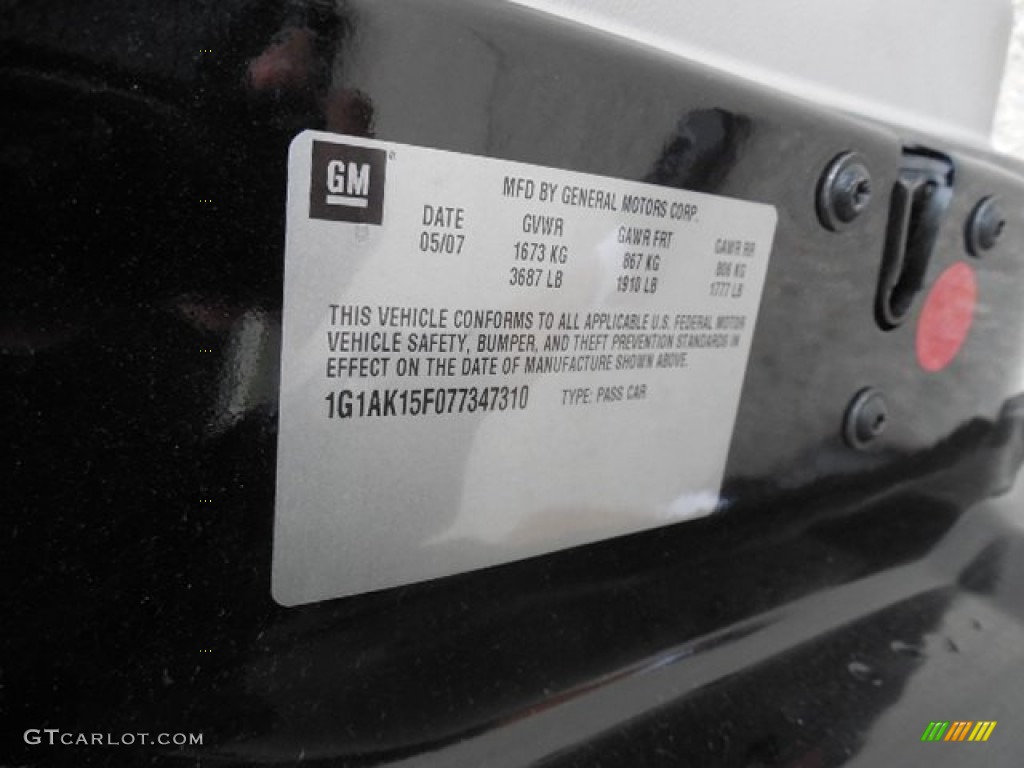 GM
MFD BY GENERAL MOTORS CORP.
DATE GVWR GAWR FRT GAWR RR
05/07 1673 KG 867 KG 806 KG
3687 LB 1910 LB 1777 LB
THIS VEHICLE CONFORMS TO ALL APPLICABLE U.S. FEDERAL MOTOR
VEHICLE SAFETY, BUMPER, AND THEFT PREVENTION STANDARDS IN
EFFECT ON THE DATE OF MANUFACTURE SHOWN ABOVE.
1G1AK15F077347310 TYPE: PASS CAR
GTCARLOT.COM